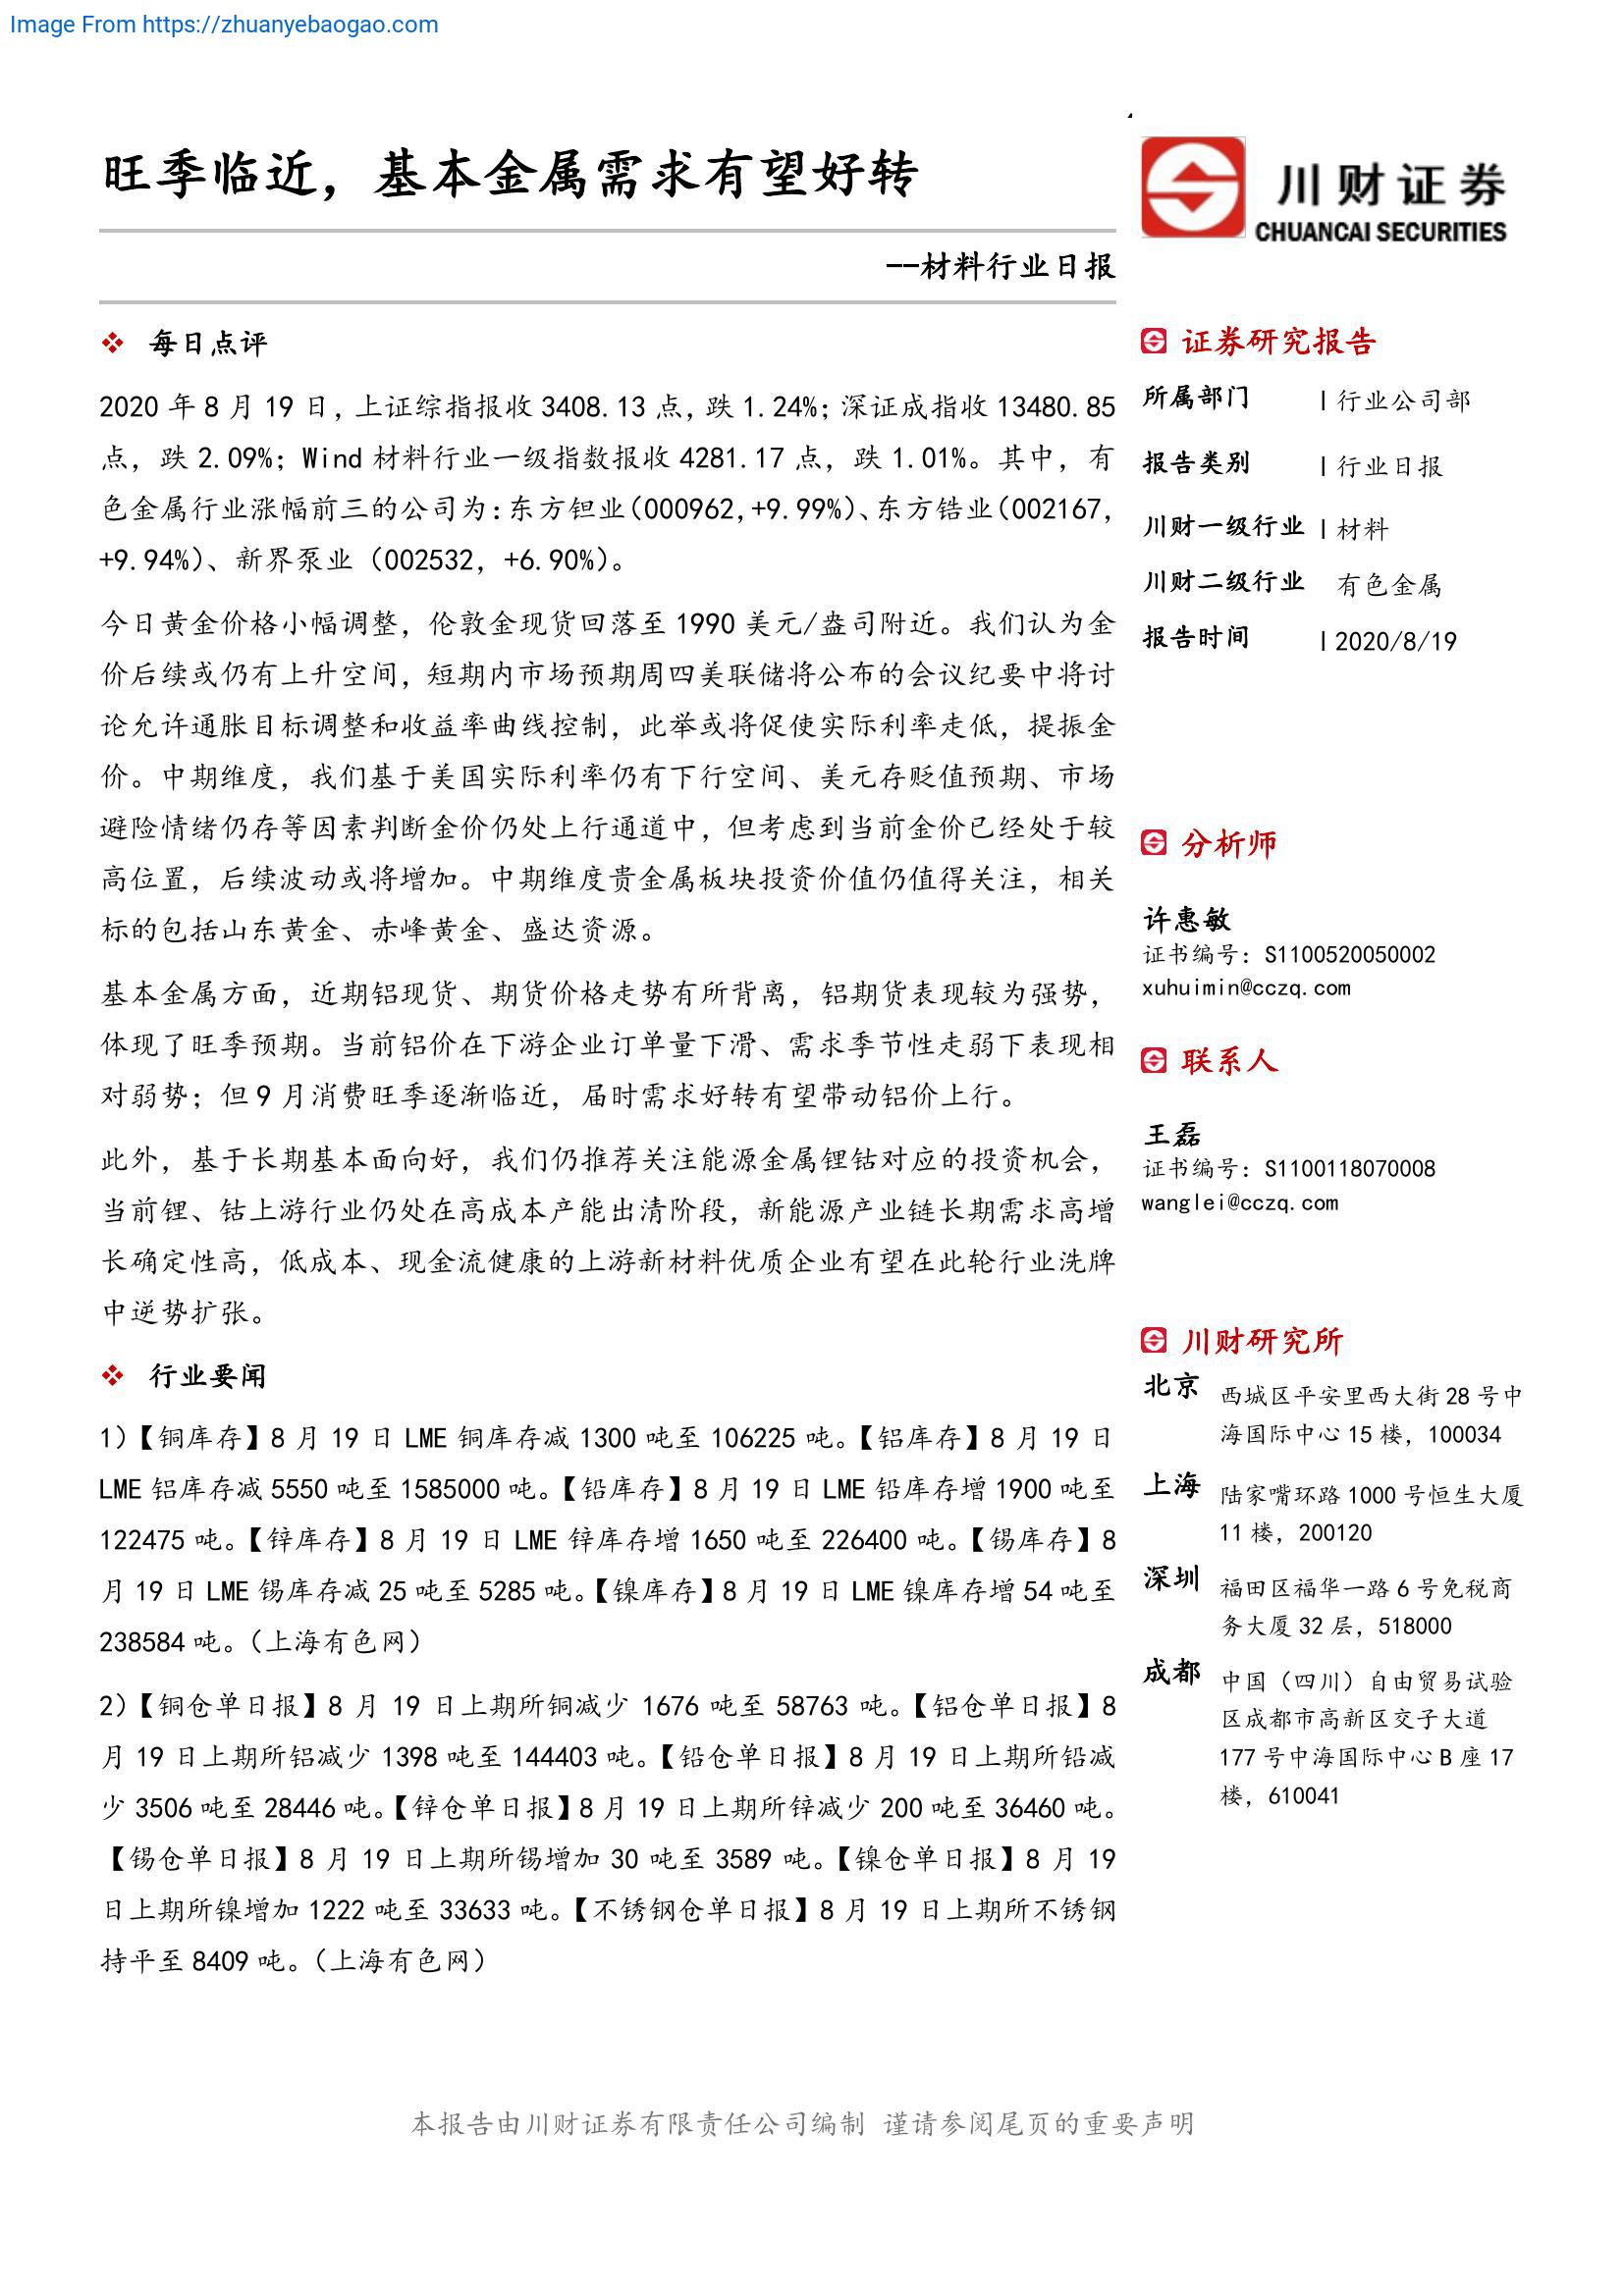 Image From https://zhuanyebaogao.com
旺季临近，基本金属需求有望好转
--材料行业日报
川财证券
CHUANCAI SECURITIES
每日点评
2020 年 8 月 19 日，上证综指报收 3408.13 点，跌 1.24%；深证成指收 13480.85
点，跌 2.09%；Wind 材料行业一级指数报收 4281.17 点，跌 1.01%。其中，有
色金属行业涨幅前三的公司为：东方钽业（000962,+9.99%）、东方锆业（002167,
+9.94%）、新界泵业（002532，+6.90%）。
今日黄金价格小幅调整，伦敦金现货回落至 1990 美元/盎司附近。我们认为金
价后续或仍有上升空间，短期内市场预期周四美联储将公布的会议纪要中将讨
论允许通胀目标调整和收益率曲线控制，此举或将促使实际利率走低，提振金
价。中期维度，我们基于美国实际利率仍有下行空间、美元存贬值预期、市场
避险情绪仍存等因素判断金价仍处上行通道中，但考虑到当前金价已经处于较
高位置，后续波动或将增加。中期维度贵金属板块投资价值仍值得关注，相关
标的包括山东黄金、赤峰黄金、盛达资源。
基本金属方面，近期铝现货、期货价格走势有所背离，铝期货表现较为强势，
体现了旺季预期。当前铝价在下游企业订单量下滑、需求季节性走弱下表现相
对弱势；但 9 月消费旺季逐渐临近，届时需求好转有望带动铝价上行。
此外，基于长期基本面向好，我们仍推荐关注能源金属锂钴对应的投资机会，
当前锂、钴上游行业仍处在高成本产能出清阶段，新能源产业链长期需求高增
长确定性高，低成本、现金流健康的上游新材料优质企业有望在此轮行业洗牌
中逆势扩张。
行业要闻
1）【铜库存】8 月 19 日 LME 铜库存减 1300 吨至 106225 吨。【铝库存】8 月 19 日
LME 铝库存减 5550 吨至 1585000 吨。【铅库存】8 月 19 日 LME 铅库存增 1900 吨至
122475 吨。【锌库存】8 月 19 日 LME 锌库存增 1650 吨至 226400 吨。【锡库存】8
月 19 日 LME 锡库存减 25 吨至 5285 吨。【镍库存】8 月 19 日 LME 镍库存增 54 吨至
238584 吨。（上海有色网）
2）【铜仓单日报】8 月 19 日上期所铜减少 1676 吨至 58763 吨。【铝仓单日报】8
月 19 日上期所铝减少 1398 吨至 144403 吨。【铅仓单日报】8 月 19 日上期所铅减
少 3506 吨至 28446 吨。【锌仓单日报】8 月 19 日上期所锌减少 200 吨至 36460 吨。
【锡仓单日报】8 月 19 日上期所锡增加 30 吨至 3589 吨。【镍仓单日报】8 月 19
日上期所镍增加 1222 吨至 33633 吨。【不锈钢仓单日报】8 月 19 日上期所不锈钢
持平至 8409 吨。（上海有色网）
证券研究报告
所属部门 | 行业公司部
报告类别 | 行业日报
川财一级行业 | 材料
川财二级行业 有色金属
报告时间 | 2020/8/19
分析师
许惠敏
证书编号：S1100520050002
xuhuimin@cczq.com
联系人
王磊
证书编号：S1100118070008
wanglei@cczq.com
川财研究所
北京 西城区平安里西大街 28 号中
海国际中心 15 楼，100034
上海 陆家嘴环路 1000 号恒生大厦
11 楼，200120
深圳 福田区福华一路 6 号免税商
务大厦 32 层，518000
成都 中国（四川）自由贸易试验
区成都市高新区交子大道
177 号中海国际中心 B 座 17
楼，610041
本报告由川财证券有限责任公司编制 谨请参阅尾页的重要声明